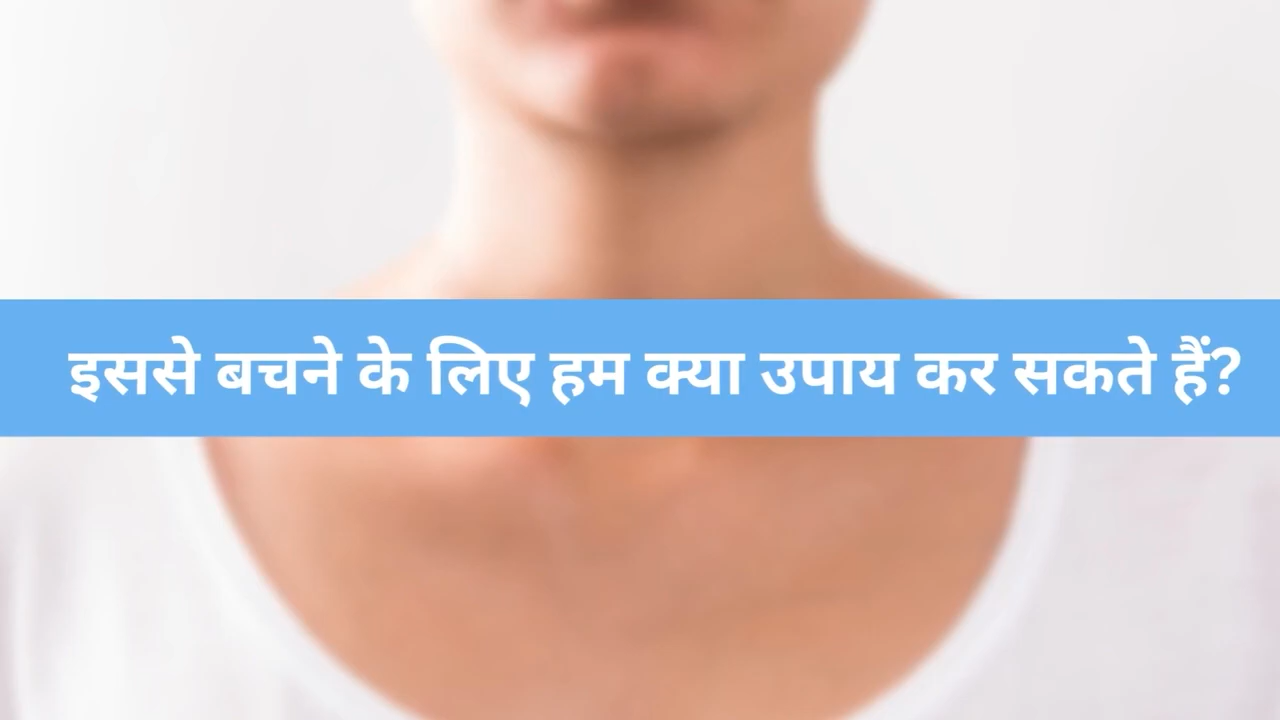 इससे बचने के लिए हम क्या उपाय कर सकते हैं?